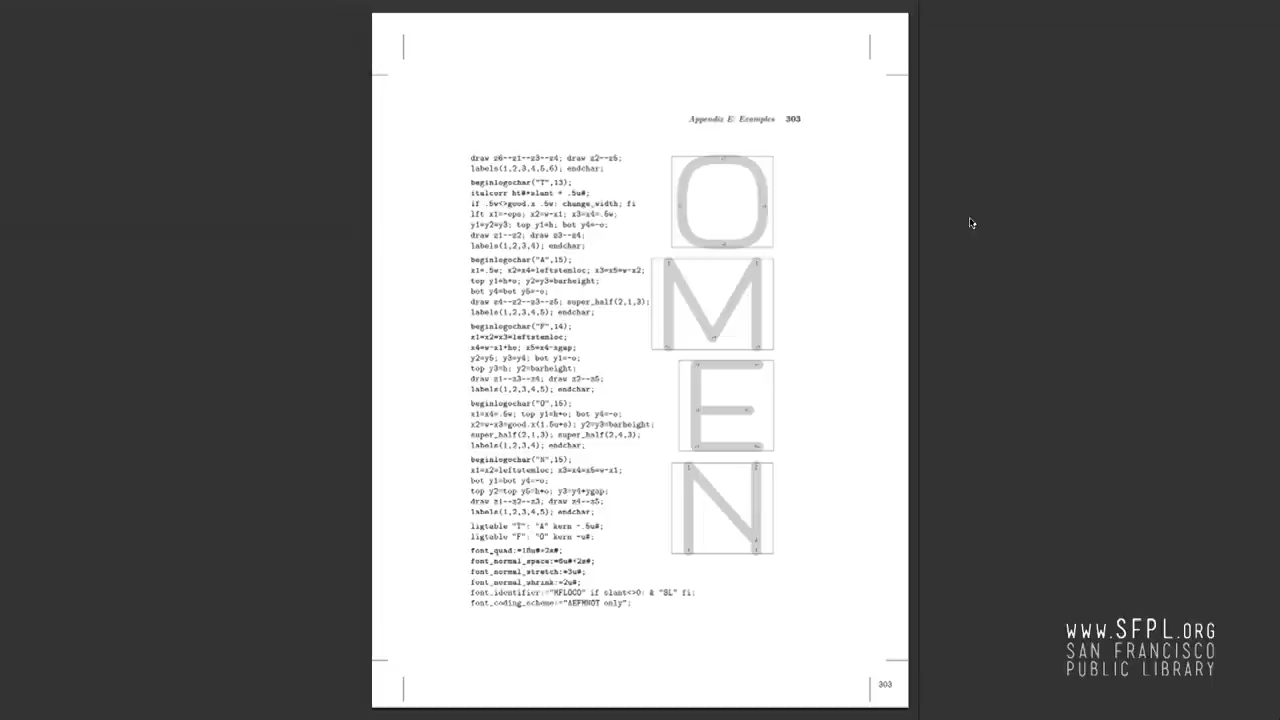 Appendix E: Examples 303
draw z6--z1--z3--z4; draw z2--z5;
labels(1,2,3,4,5,6); endchar;
beginlogochar("T",13);
italcorr ht#*slant + .5u#;
if .5w<>good.x .5w: change_width; fi
lft x1=-eps; x2=w-x1; x3=x4=.5w;
y1=y2=y3; top y1=h; bot y4=-o;
draw z1--z2; draw z3--z4;
labels(1,2,3,4); endchar;
beginlogochar("A",15);
x1=.5w; x2=x4=leftstemloc; x3=x5=w-x2;
top y1=h+o; y2=y3=barheight;
bot y4=bot y5=-o;
draw z4--z2--z3--z5; super_half(2,1,3);
labels(1,2,3,4,5); endchar;
beginlogochar("F",14);
x1=x2=x3=leftstemloc;
x4=w-x1+ho; x5=x4-xgap;
y2=y5; y3=y4; bot y1=-o;
top y3=h; y2=barheight;
draw z1--z3--z4; draw z2--z5;
labels(1,2,3,4,5); endchar;
beginlogochar("O",15);
x1=x4=.5w; top y1=h+o; bot y4=-o;
x2=w-x3=good.x(1.5u+s); y2=y3=barheight;
super_half(2,1,3); super_half(2,4,3);
labels(1,2,3,4); endchar;
beginlogochar("N",15);
x1=x2=leftstemloc; x3=x4=x5=w-x1;
bot y1=bot y4=-o;
top y2=top y5=h+o; y3=y4+ygap;
draw z1--z2--z3; draw z4--z5;
labels(1,2,3,4,5); endchar;
ligtable "T": "A" kern -.5u#;
ligtable "F": "O" kern -u#;
font_quad:=18u#+2s#;
font_normal_space:=6u#+2s#;
font_normal_stretch:=3u#;
font_normal_shrink:=2u#;
font_identifier:="MFLOGO" if slant<>0: & "SL" fi;
font_coding_scheme:="AEFMNOT only";
O
M
E
N
303
www.SFPL.org
San Francisco
Public Library